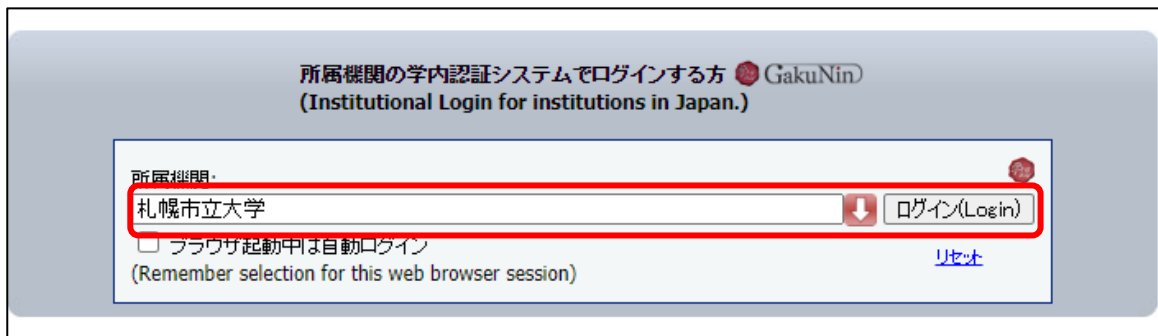 所属機関の学内認証システムでログインする方 GakuNin
(Institutional Login for institutions in Japan.)
所属機関:
札幌市立大学 ログイン(Login)
ブラウザ起動中は自動ログイン
(Remember selection for this web browser session)
リセット